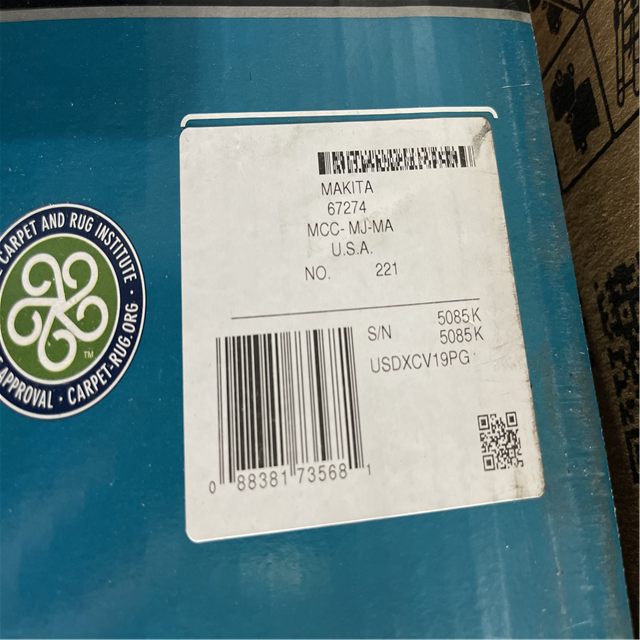 CARPET AND RUG INSTITUTE
APPROVAL · CARPET-RUG.ORG ·
TM
MAKITA
67274
MCC- MJ-MA
U.S.A.
NO. 221
S/N 5085K
5085K
USDXCV19PG
0 88381 73568 1